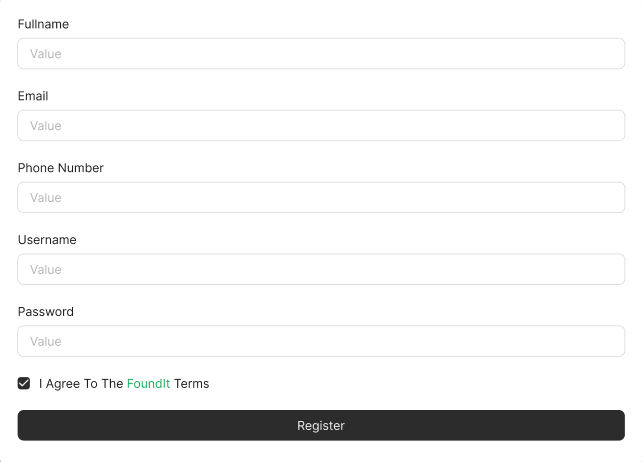 Fullname
Value
Email
Value
Phone Number
Value
Username
Value
Password
Value
I Agree To The FoundIt Terms
Register